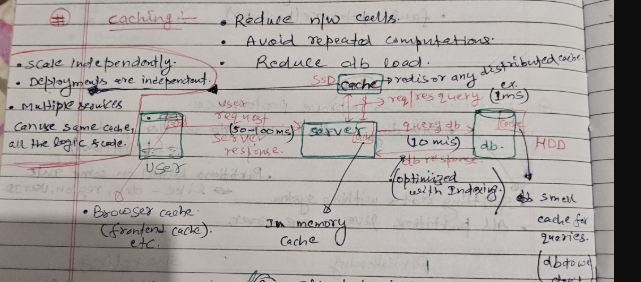 # Caching :-
• Reduce n/w calls.
• Avoid repeated computations.
• Reduce db load.
• Scale independently.
• Deployments are independent.
• Multiple services
can use same cache,
all the logic & code.
SSD
Cache → redis or any distributed cache.
ex.
req/res query (1ms)
user
request
(50-100ms)
server
response.
User
server
cache
query db
(10 ms)
db response.
(optimized
with Indexing.)
cache
db.
HDD
• Browser cache.
(frontend cache).
etc.
In memory
cache
db small
cache for
queries.